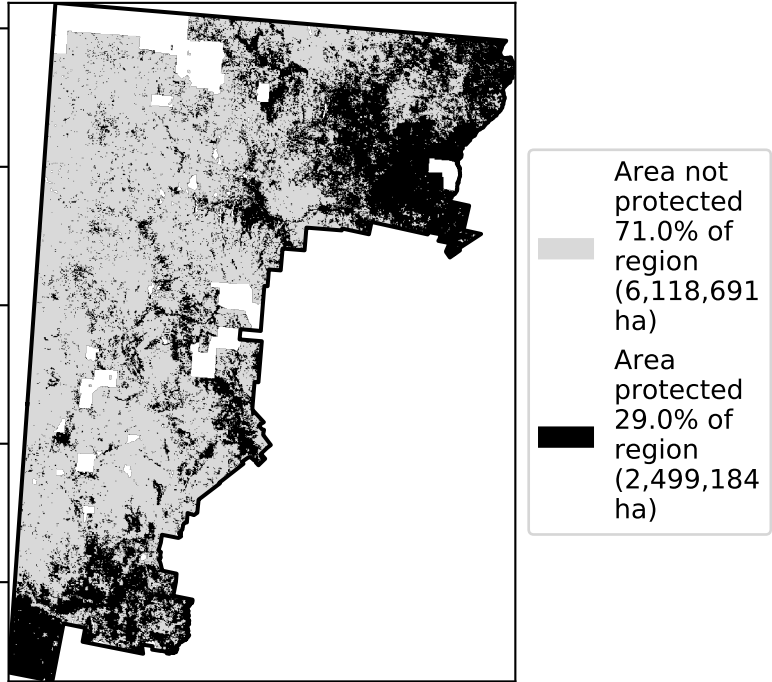 Area not
protected
71.0% of
region
(6,118,691
ha)
Area
protected
29.0% of
region
(2,499,184
ha)